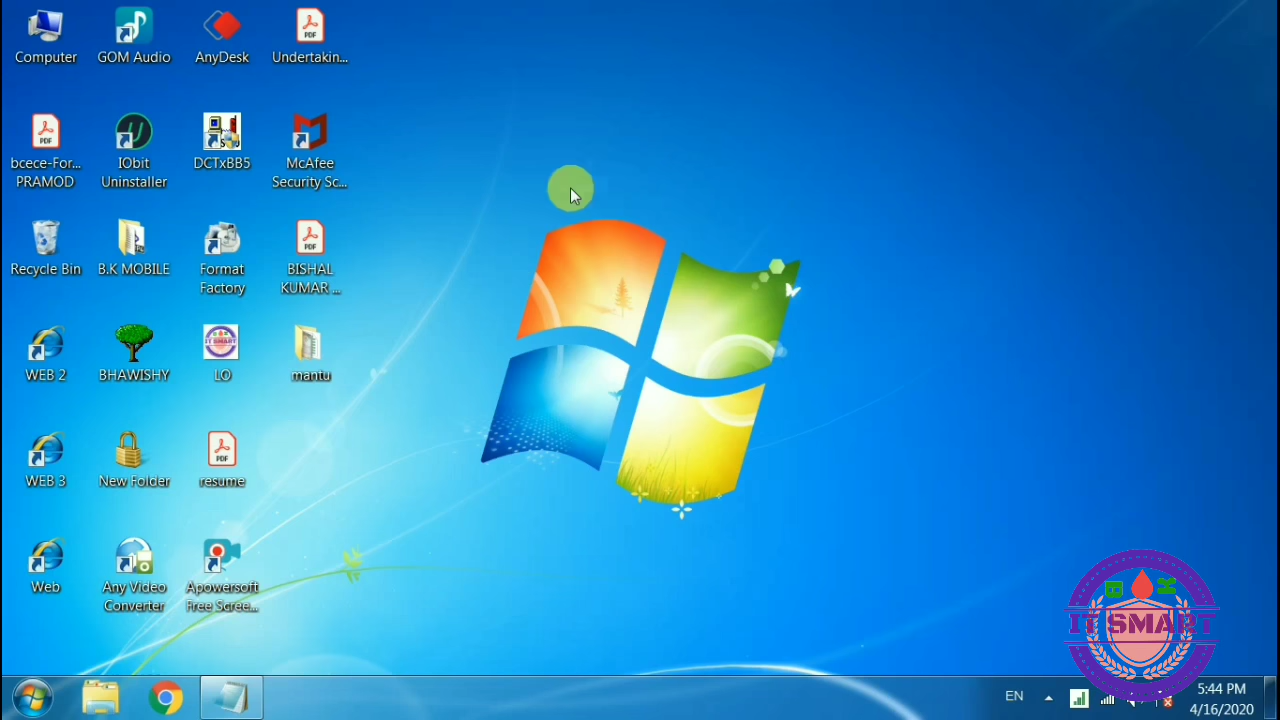 Computer
GOM Audio
AnyDesk
Undertakin...
bcece-For...
PRAMOD
IObit
Uninstaller
DCTxBB5
McAfee
Security Sc...
Recycle Bin
B.K MOBILE
Format
Factory
BISHAL
KUMAR ...
WEB 2
BHAWISHY
LO
mantu
WEB 3
New Folder
resume
Web
Any Video
Converter
Apowersoft
Free Scree...
B K
IT SMART
EN
5:44 PM
4/16/2020